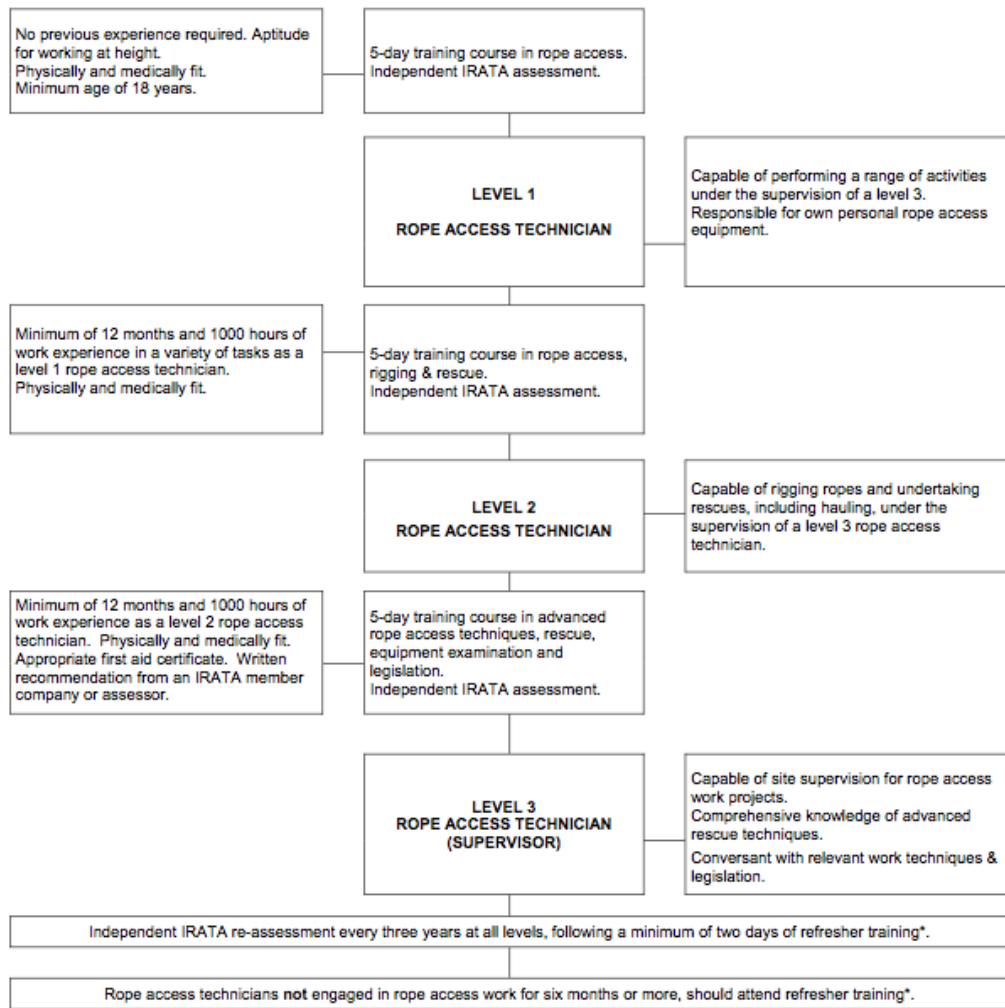 No previous experience required. Aptitude
for working at height.
Physically and medically fit.
Minimum age of 18 years.
5-day training course in rope access.
Independent IRATA assessment.
LEVEL 1
ROPE ACCESS TECHNICIAN
Capable of performing a range of activities
under the supervision of a level 3.
Responsible for own personal rope access
equipment.
Minimum of 12 months and 1000 hours of
work experience in a variety of tasks as a
level 1 rope access technician.
Physically and medically fit.
5-day training course in rope access,
rigging & rescue.
Independent IRATA assessment.
LEVEL 2
ROPE ACCESS TECHNICIAN
Capable of rigging ropes and undertaking
rescues, including hauling, under the
supervision of a level 3 rope access
technician.
Minimum of 12 months and 1000 hours of
work experience as a level 2 rope access
technician. Physically and medically fit.
Appropriate first aid certificate. Written
recommendation from an IRATA member
company or assessor.
5-day training course in advanced
rope access techniques, rescue,
equipment examination and
legislation.
Independent IRATA assessment.
LEVEL 3
ROPE ACCESS TECHNICIAN
(SUPERVISOR)
Capable of site supervision for rope access
work projects.
Comprehensive knowledge of advanced
rescue techniques.
Conversant with relevant work techniques &
legislation.
Independent IRATA re-assessment every three years at all levels, following a minimum of two days of refresher training*.
Rope access technicians not engaged in rope access work for six months or more, should attend refresher training*.